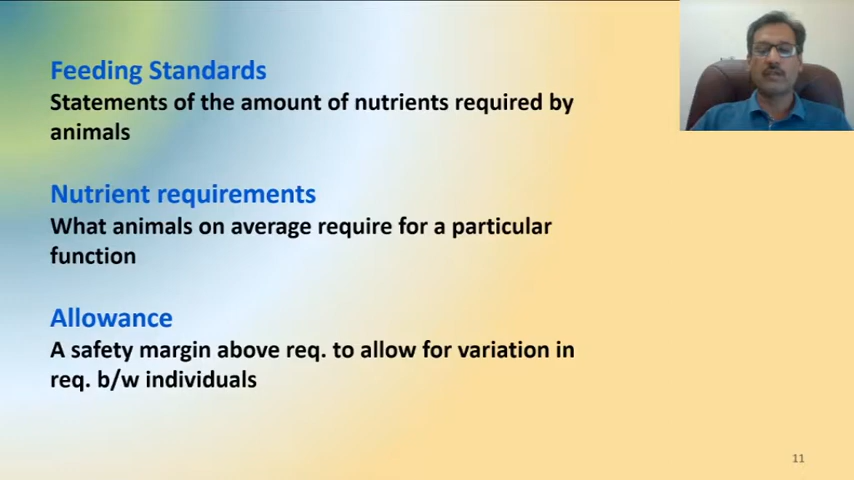 Feeding Standards
Statements of the amount of nutrients required by
animals
Nutrient requirements
What animals on average require for a particular
function
Allowance
A safety margin above req. to allow for variation in
req. b/w individuals
11